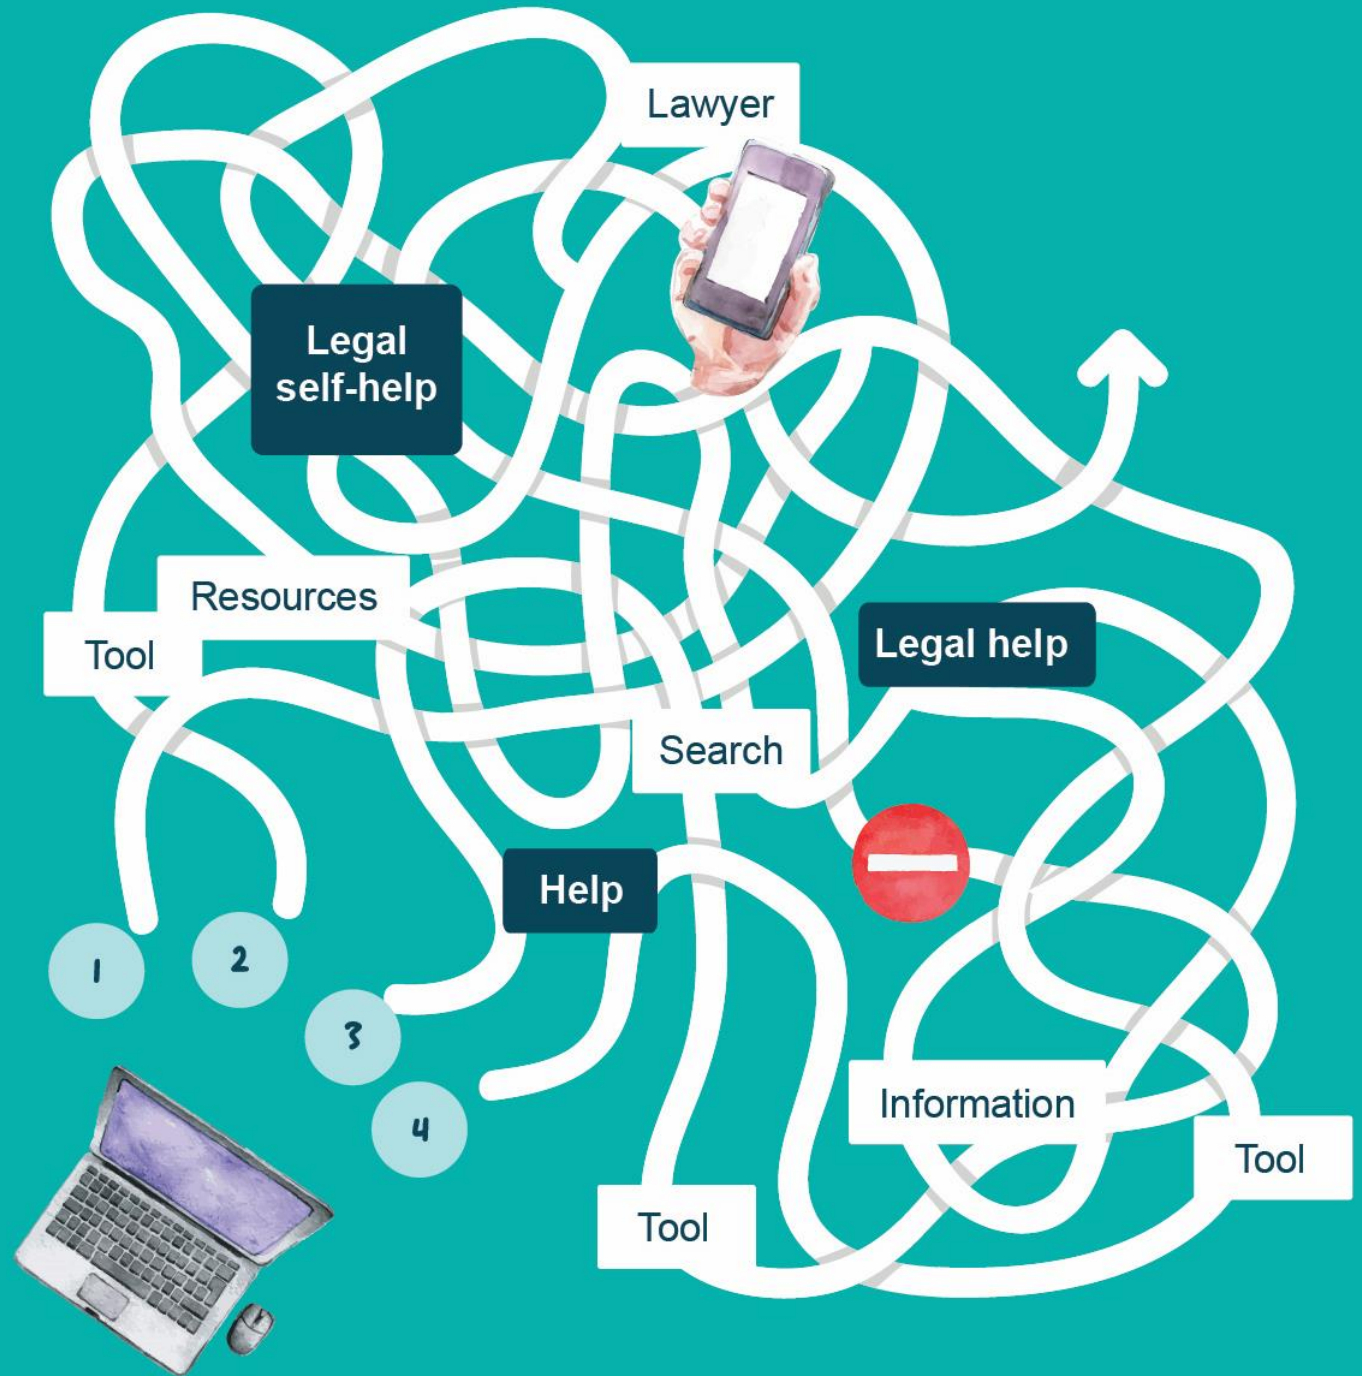 Lawyer
Legal
self-help
Resources
Tool
Legal help
Search
Help
1
2
3
4
Information
Tool
Tool